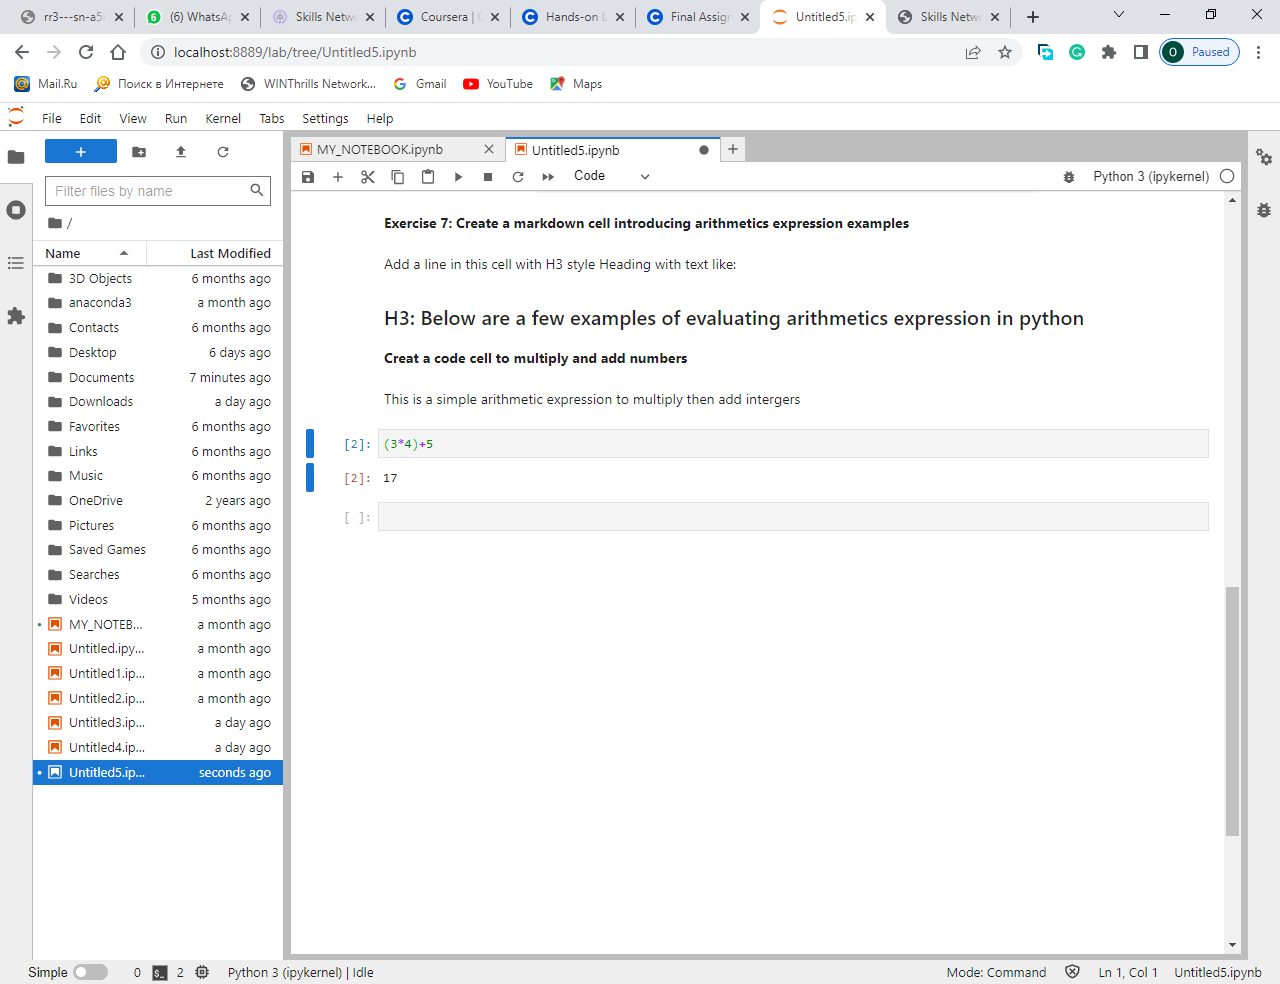 rr3---sn-a5r
(6) WhatsAp
Skills Netwo
Coursera | C
Hands-on L
Final Assign
Untitled5.ip
Skills Netwo
localhost:8889/lab/tree/Untitled5.ipynb
O Paused
Mail.Ru
Поиск в Интернете
WINThrills Network...
Gmail
YouTube
Maps
File Edit View Run Kernel Tabs Settings Help
MY_NOTEBOOK.ipynb
Untitled5.ipynb
Code
Python 3 (ipykernel)
Filter files by name
/
Name Last Modified
3D Objects 6 months ago
anaconda3 a month ago
Contacts 6 months ago
Desktop 6 days ago
Documents 7 minutes ago
Downloads a day ago
Favorites 6 months ago
Links 6 months ago
Music 6 months ago
OneDrive 2 years ago
Pictures 6 months ago
Saved Games 6 months ago
Searches 6 months ago
Videos 5 months ago
MY_NOTEB... a month ago
Untitled.ipy... a month ago
Untitled1.ip... a month ago
Untitled2.ip... a month ago
Untitled3.ip... a day ago
Untitled4.ip... a day ago
Untitled5.ip... seconds ago
Exercise 7: Create a markdown cell introducing arithmetics expression examples
Add a line in this cell with H3 style Heading with text like:
H3: Below are a few examples of evaluating arithmetics expression in python
Creat a code cell to multiply and add numbers
This is a simple arithmetic expression to multiply then add intergers
[2]: (3*4)+5
[2]: 17
[ ]:
Simple 0 $_ 2 Python 3 (ipykernel) | Idle
Mode: Command Ln 1, Col 1 Untitled5.ipynb